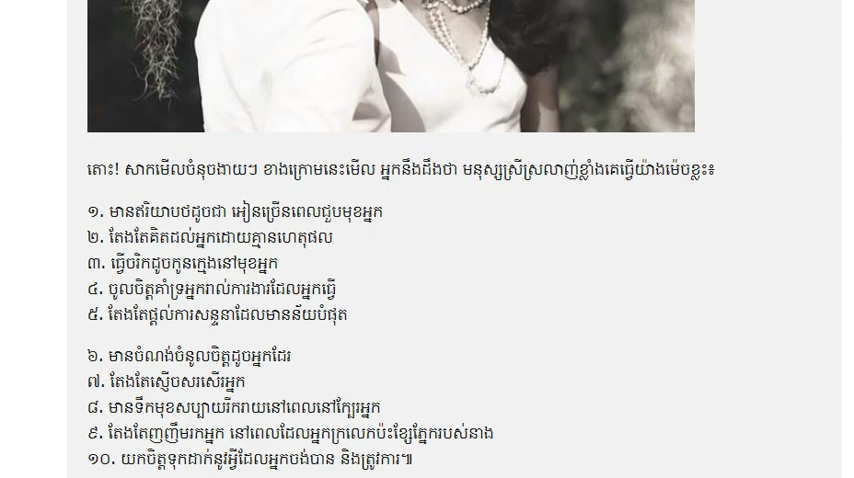 តោះ! សាកមើលចំនុចងាយៗ ខាងក្រោមនេះមើល អ្នកនឹងដឹងថា មនុស្សស្រីស្រលាញ់ខ្លាំងគេធ្វើយ៉ាងម៉េចខ្លះ៖
១. មានឥរិយាបថដូចជា អៀនច្រើនពេលជួបមុខអ្នក
២. តែងតែគិតដល់អ្នកដោយគ្មានហេតុផល
៣. ធ្វើចរិកដូចកូនក្មេងនៅមុខអ្នក
៤. ចូលចិត្តគាំទ្រអ្នករាល់ការងារដែលអ្នកធ្វើ
៥. តែងតែផ្តល់ការសន្ទនាដែលមានន័យបំផុត
៦. មានចំណង់ចំនូលចិត្តដូចអ្នកដែរ
៧. តែងតែស្ងើចសរសើរអ្នក
៨. មានទឹកមុខសប្បាយរីករាយនៅពេលនៅក្បែរអ្នក
៩. តែងតែញញឹមរកអ្នក នៅពេលដែលអ្នកក្រលេកប៉ះខ្សែភ្នែករបស់នាង
១០. យកចិត្តទុកដាក់នូវអ្វីដែលអ្នកចង់បាន និងត្រូវការ៕